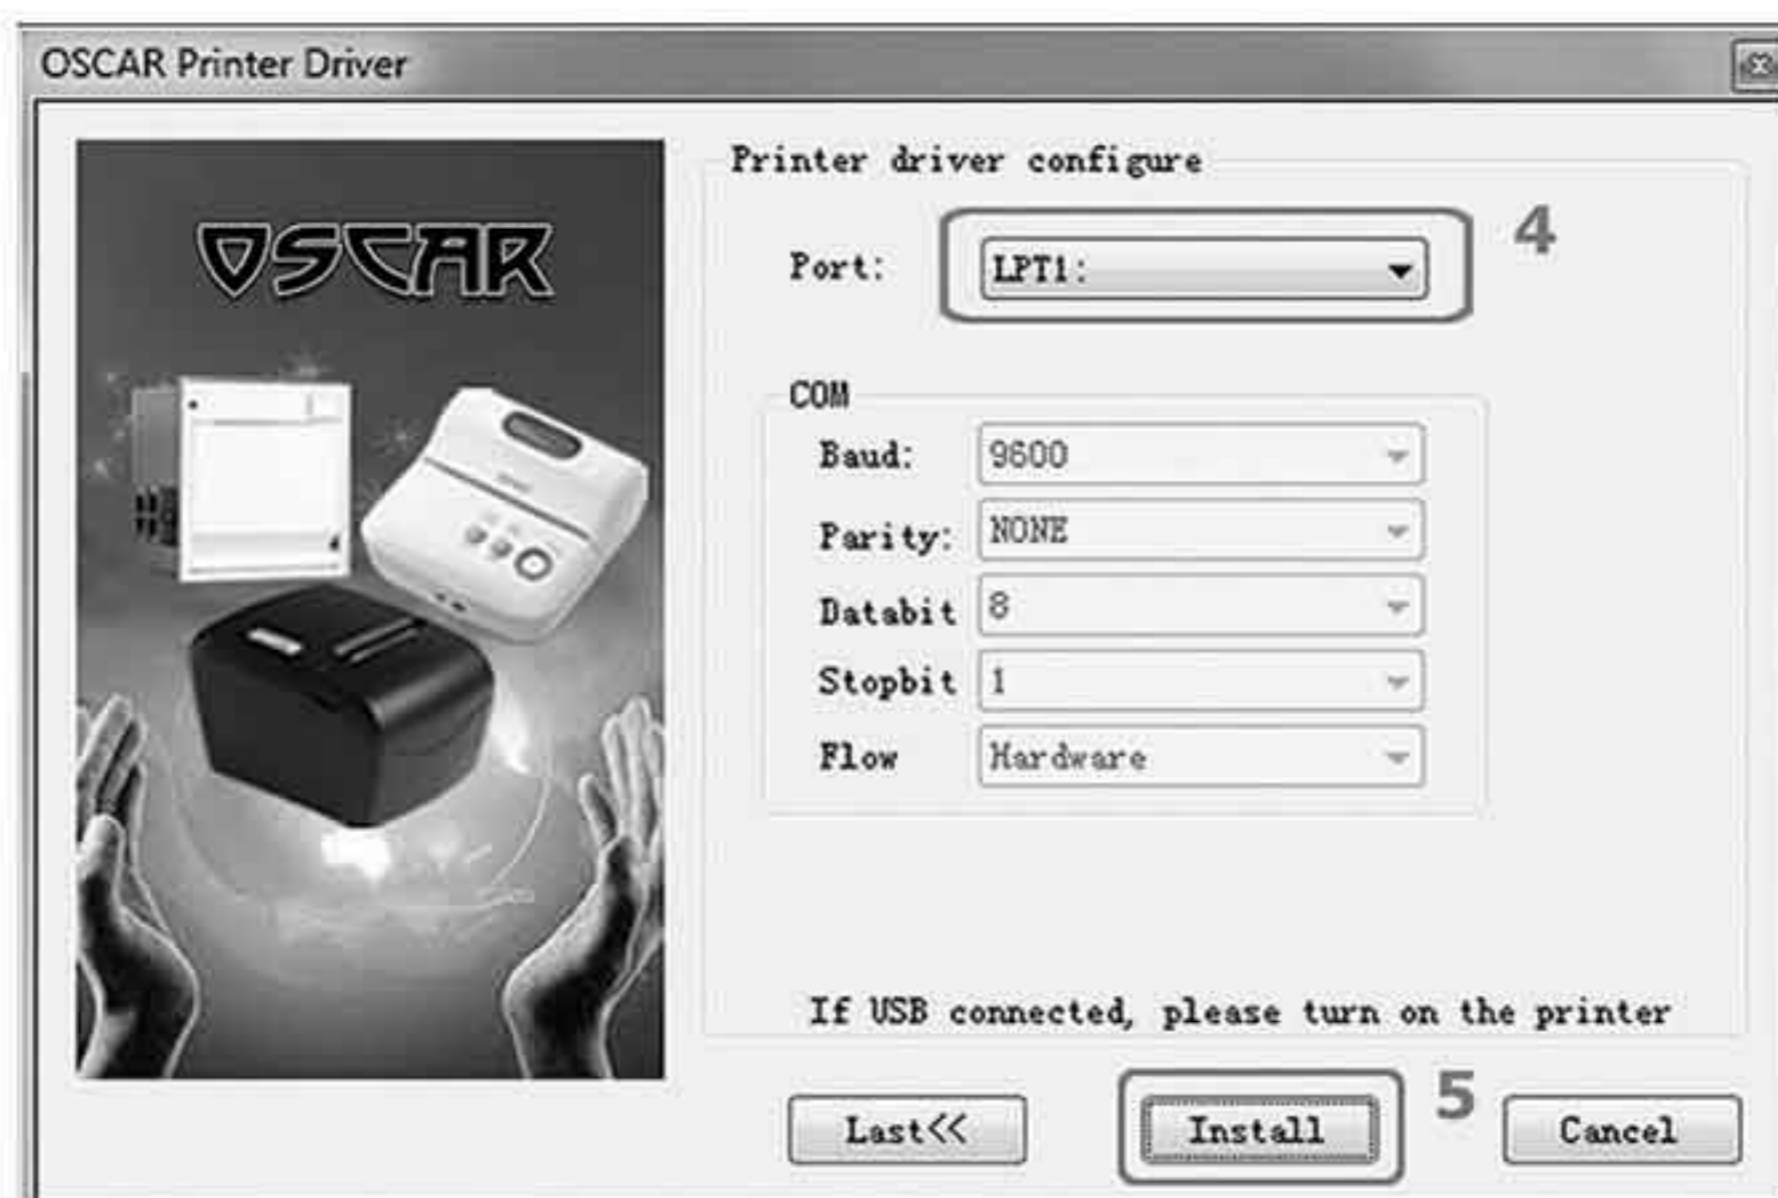 OSCAR Printer Driver
OSCAR
Printer driver configure
Port: LPT1: 4
COM
Baud: 9600
Parity: NONE
Databit 8
Stopbit 1
Flow Hardware
If USB connected, please turn on the printer
Last<< Install 5 Cancel